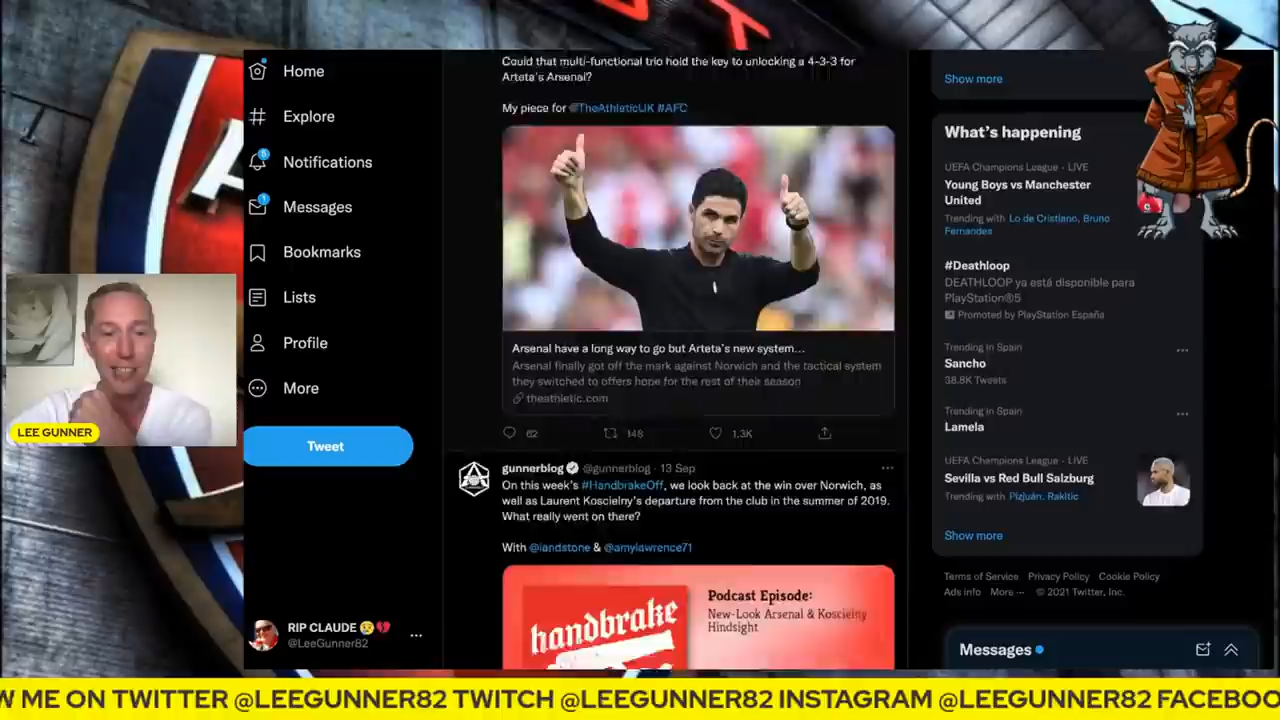 Home
Explore
5
Notifications
1
Messages
Bookmarks
Lists
Profile
More
Tweet
RIP CLAUDE 😥💔
@LeeGunner82
LEE GUNNER
Could that multi-functional trio hold the key to unlocking a 4-3-3 for
Arteta's Arsenal?
My piece for @TheAthleticUK #AFC
Arsenal have a long way to go but Arteta's new system...
Arsenal finally got off the mark against Norwich and the tactical system
they switched to offers hope for the rest of their season
theathletic.com
62 148 1.3K
gunnerblog @gunnerblog · 13 Sep
On this week's #HandbrakeOff, we look back at the win over Norwich, as
well as Laurent Koscielny's departure from the club in the summer of 2019.
What really went on there?
With @iandstone & @amylawrence71
handbrake
Podcast Episode:
New-Look Arsenal & Koscielny
Hindsight
Show more
What's happening
UEFA Champions League · LIVE
Young Boys vs Manchester
United
Trending with Lo de Cristiano, Bruno
Fernandes
#Deathloop
DEATHLOOP ya está disponible para
PlayStation®5
Promoted by PlayStation España
Trending in Spain
Sancho
38.8K Tweets
Trending in Spain
Lamela
UEFA Champions League · LIVE
Sevilla vs Red Bull Salzburg
Trending with Pizjuán, Rakitic
Show more
Terms of Service Privacy Policy Cookie Policy
Ads info More ··· © 2021 Twitter, Inc.
Messages
W ME ON TWITTER @LEEGUNNER82 TWITCH @LEEGUNNER82 INSTAGRAM @LEEGUNNER82 FACEBOO